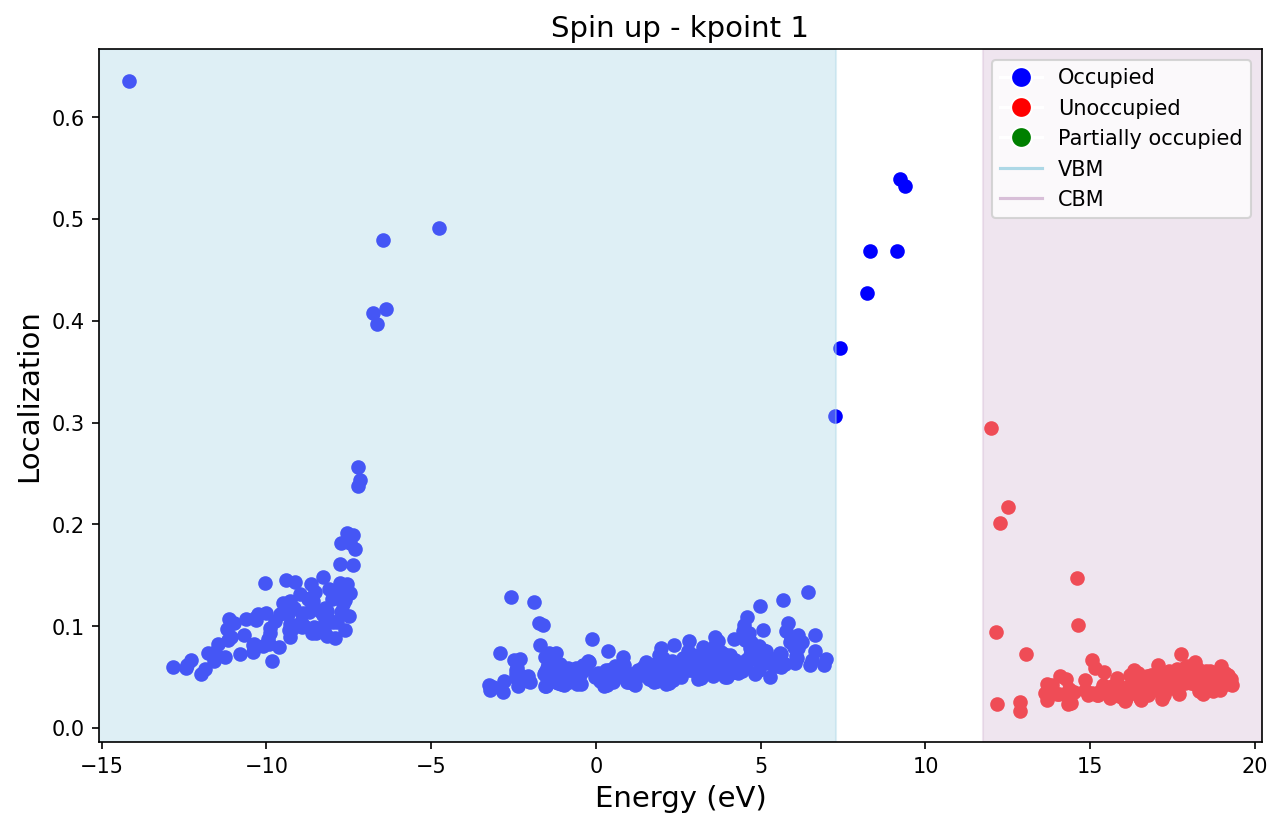 Spin up - kpoint 1
Localization
0.6
0.5
0.4
0.3
0.2
0.1
0.0
Occupied
Unoccupied
Partially occupied
VBM
CBM
−15
−10
−5
0
5
10
15
20
Energy (eV)